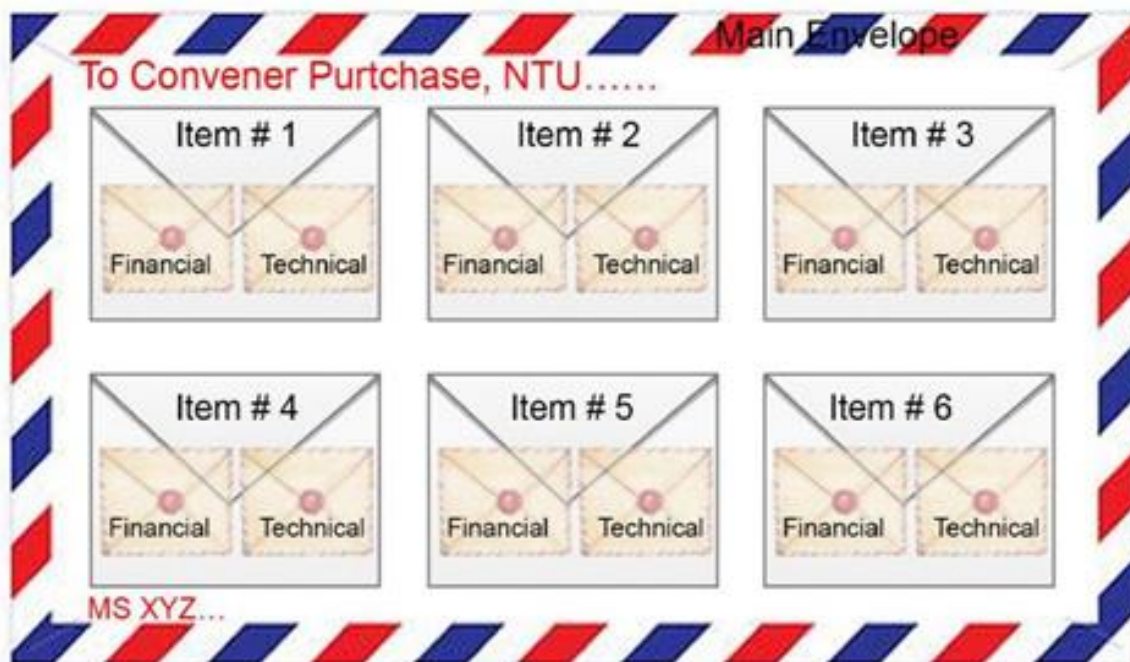 Main Envelope
To Convener Purtchase, NTU......
Item # 1 Item # 2 Item # 3
Financial Technical Financial Technical Financial Technical
Item # 4 Item # 5 Item # 6
Financial Technical Financial Technical Financial Technical
MS XYZ...